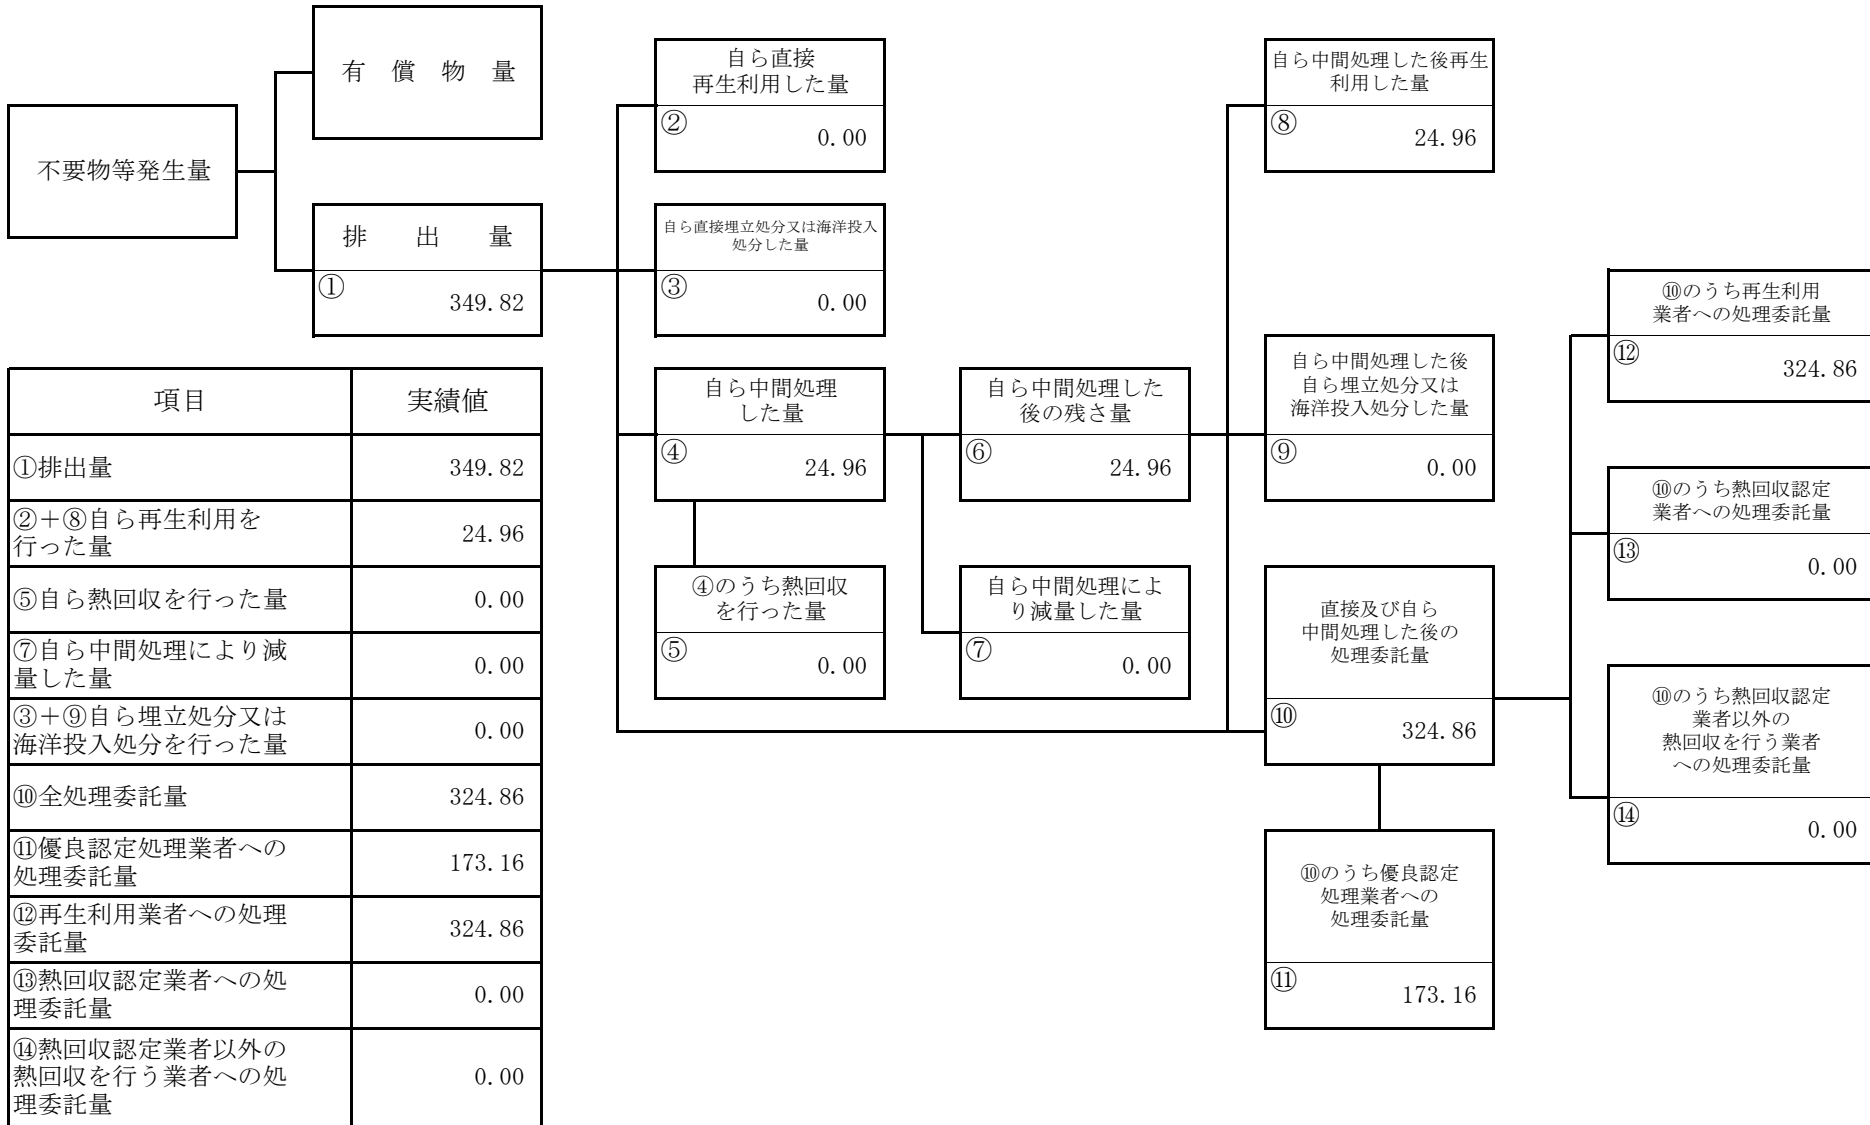 有 償 物 量
不要物等発生量
排 出 量
①
349.82
自ら直接
再生利用した量
②
0.00
自ら直接埋立処分又は海洋投入
処分した量
③
0.00
自ら中間処理
した量
④
24.96
④のうち熱回収
を行った量
⑤
0.00
自ら中間処理した
後の残さ量
⑥
24.96
自ら中間処理によ
り減量した量
⑦
0.00
自ら中間処理した後再生
利用した量
⑧
24.96
自ら中間処理した後
自ら埋立処分又は
海洋投入処分した量
⑨
0.00
直接及び自ら
中間処理した後の
処理委託量
⑩
324.86
⑩のうち優良認定
処理業者への
処理委託量
⑪
173.16
⑩のうち再生利用
業者への処理委託量
⑫
324.86
⑩のうち熱回収認定
業者への処理委託量
⑬
0.00
⑩のうち熱回収認定
業者以外の
熱回収を行う業者
への処理委託量
⑭
0.00
項目 実績値
①排出量 349.82
②＋⑧自ら再生利用を
行った量 24.96
⑤自ら熱回収を行った量 0.00
⑦自ら中間処理により減
量した量 0.00
③＋⑨自ら埋立処分又は
海洋投入処分を行った量 0.00
⑩全処理委託量 324.86
⑪優良認定処理業者への
処理委託量 173.16
⑫再生利用業者への処理
委託量 324.86
⑬熱回収認定業者への処
理委託量 0.00
⑭熱回収認定業者以外の
熱回収を行う業者への処
理委託量 0.00